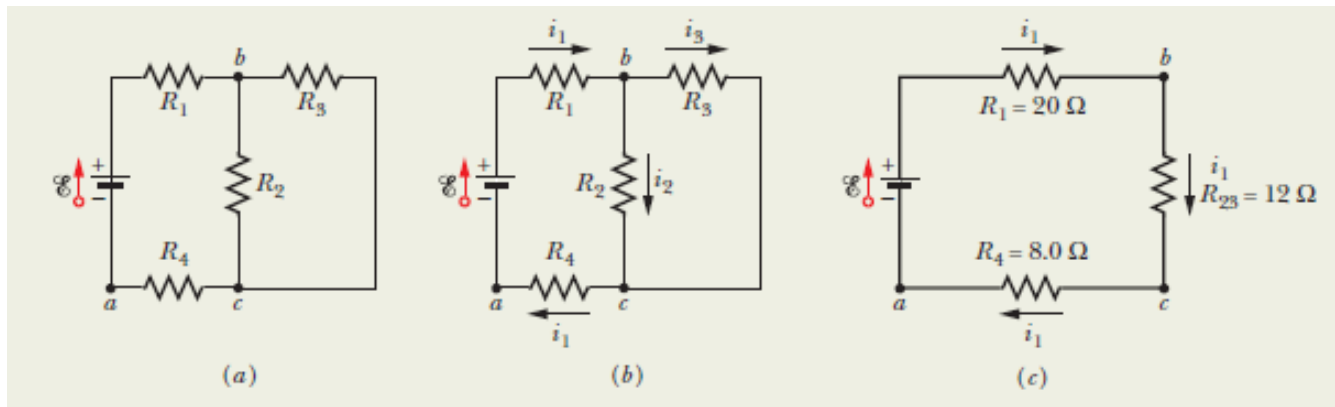 b
R₁
R₃
ℰ
+
−
R₂
R₄
a
c
(a)
i₁
i₃
b
R₁
R₃
ℰ
+
−
R₂
i₂
R₄
a
c
i₁
(b)
i₁
b
R₁ = 20 Ω
ℰ
+
−
i₁
R₂₃ = 12 Ω
R₄ = 8.0 Ω
a
c
i₁
(c)